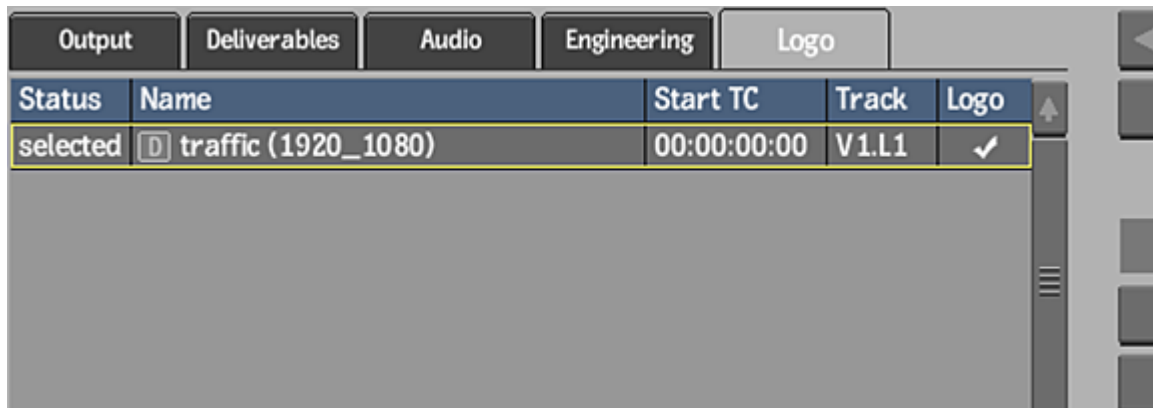 Output Deliverables Audio Engineering Logo
Status Name Start TC Track Logo
selected D traffic (1920_1080) 00:00:00:00 V1.L1 ✓